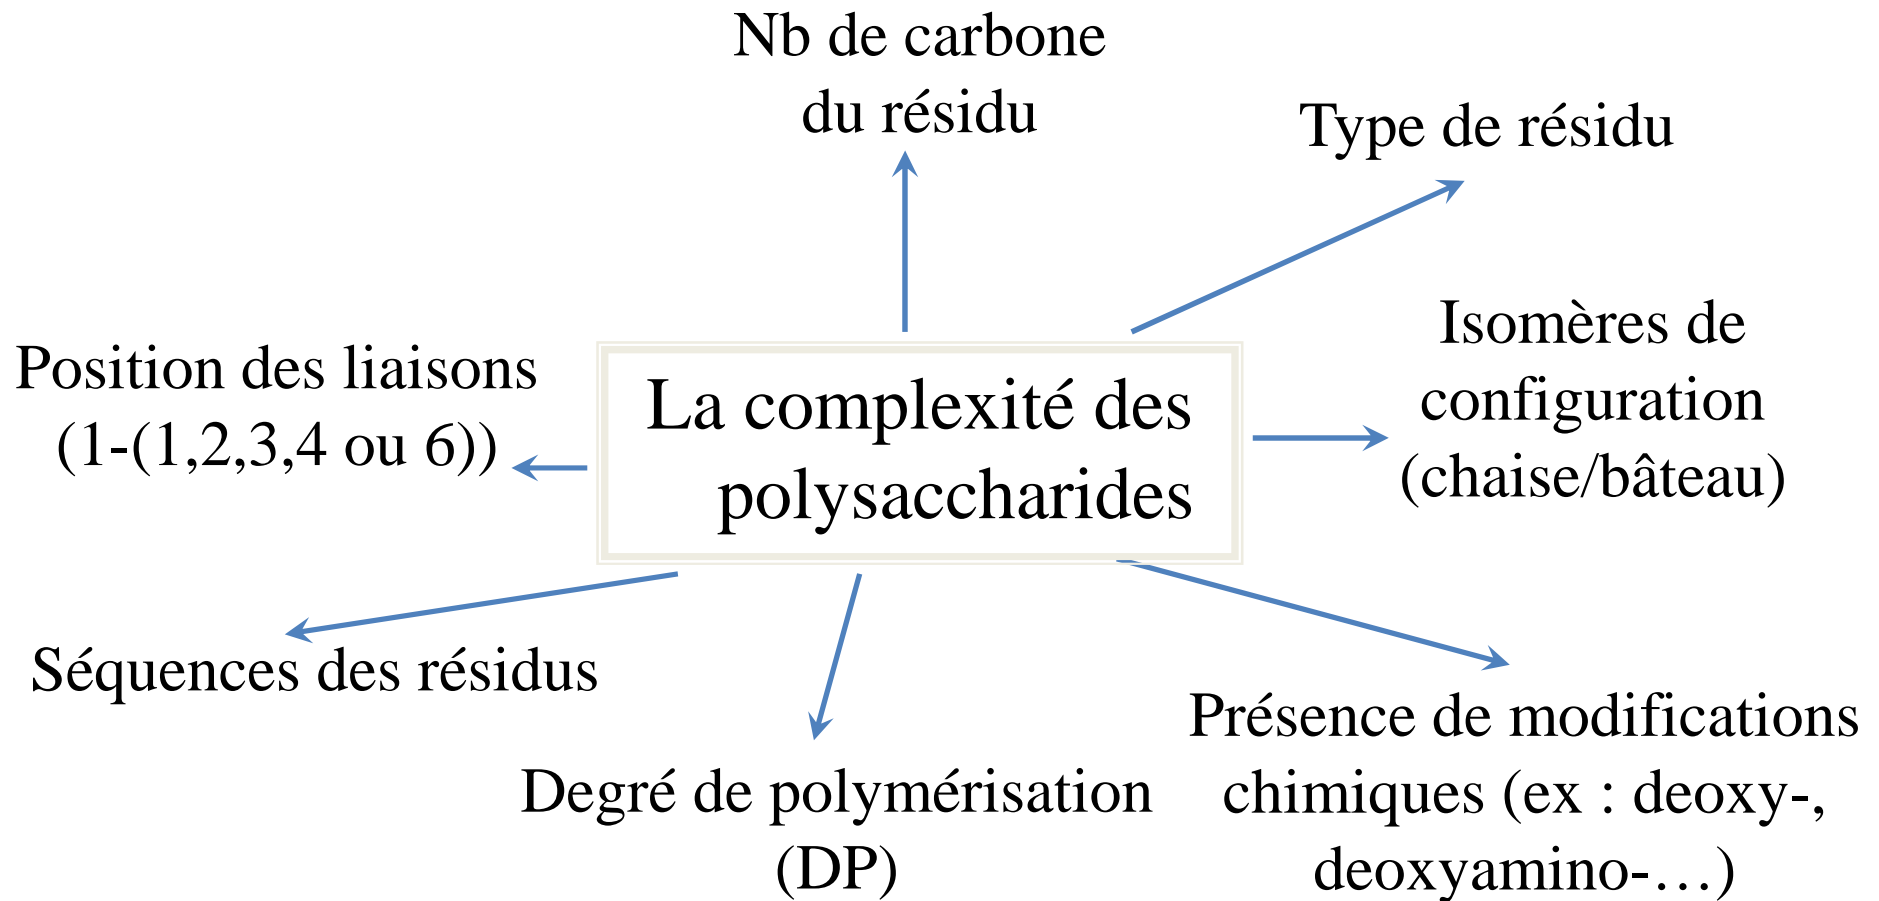 Nb de carbone
du résidu
Type de résidu
Isomères de
configuration
(chaise/bâteau)
Position des liaisons
(1-(1,2,3,4 ou 6))
La complexité des
polysaccharides
Séquences des résidus
Degré de polymérisation
(DP)
Présence de modifications
chimiques (ex : deoxy-,
deoxyamino-…)